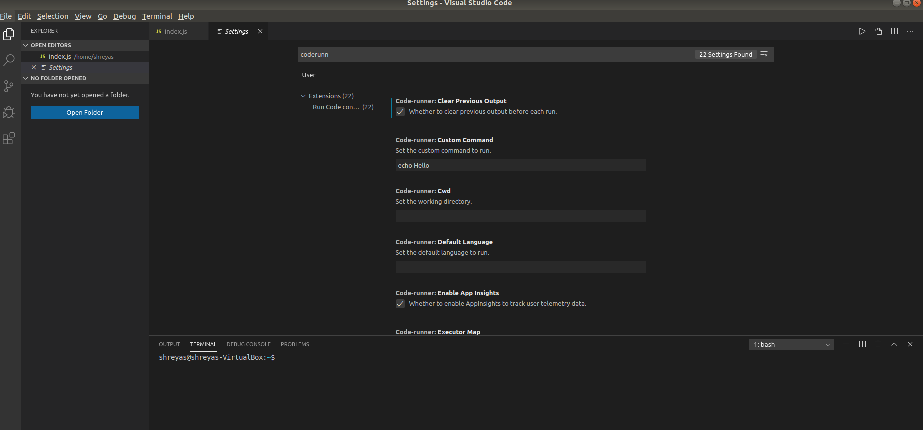 Settings - Visual Studio Code
File Edit Selection View Go Debug Terminal Help
EXPLORER
JS index.js
Settings
OPEN EDITORS
JS index.js /home/shreyas
Settings
NO FOLDER OPENED
You have not yet opened a folder.
Open Folder
coderunn
22 Settings Found
User
Extensions (22)
Run Code con... (22)
Code-runner: Clear Previous Output
Whether to clear previous output before each run.
Code-runner: Custom Command
Set the custom command to run.
echo Hello
Code-runner: Cwd
Set the working directory.
Code-runner: Default Language
Set the default language to run.
Code-runner: Enable App Insights
Whether to enable AppInsights to track user telemetry data.
Code-runner: Executor Map
OUTPUT TERMINAL DEBUG CONSOLE PROBLEMS
1: bash
shreyas@shreyas-VirtualBox:~$